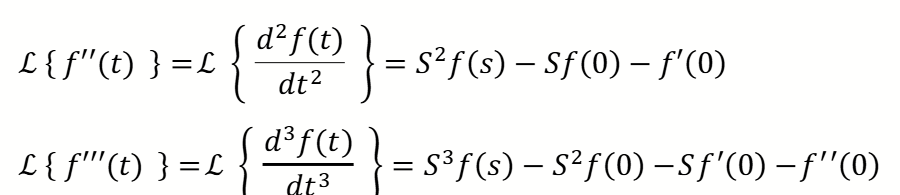 ℒ { f''(t) } = ℒ { d²f(t) / dt² } = S²f(s) − Sf(0) − f'(0)
ℒ { f'''(t) } = ℒ { d³f(t) / dt³ } = S³f(s) − S²f(0) − Sf'(0) − f''(0)